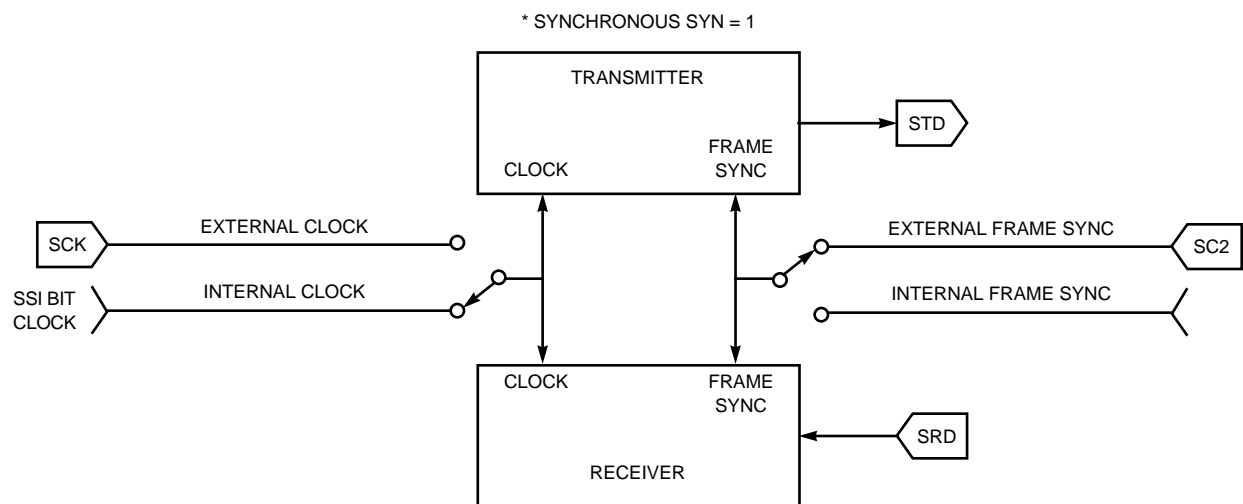 * SYNCHRONOUS SYN = 1
TRANSMITTER
STD
FRAME
SYNC
CLOCK
EXTERNAL CLOCK
SCK
EXTERNAL FRAME SYNC
SC2
INTERNAL CLOCK
SSI BIT
CLOCK
INTERNAL FRAME SYNC
CLOCK
FRAME
SYNC
SRD
RECEIVER